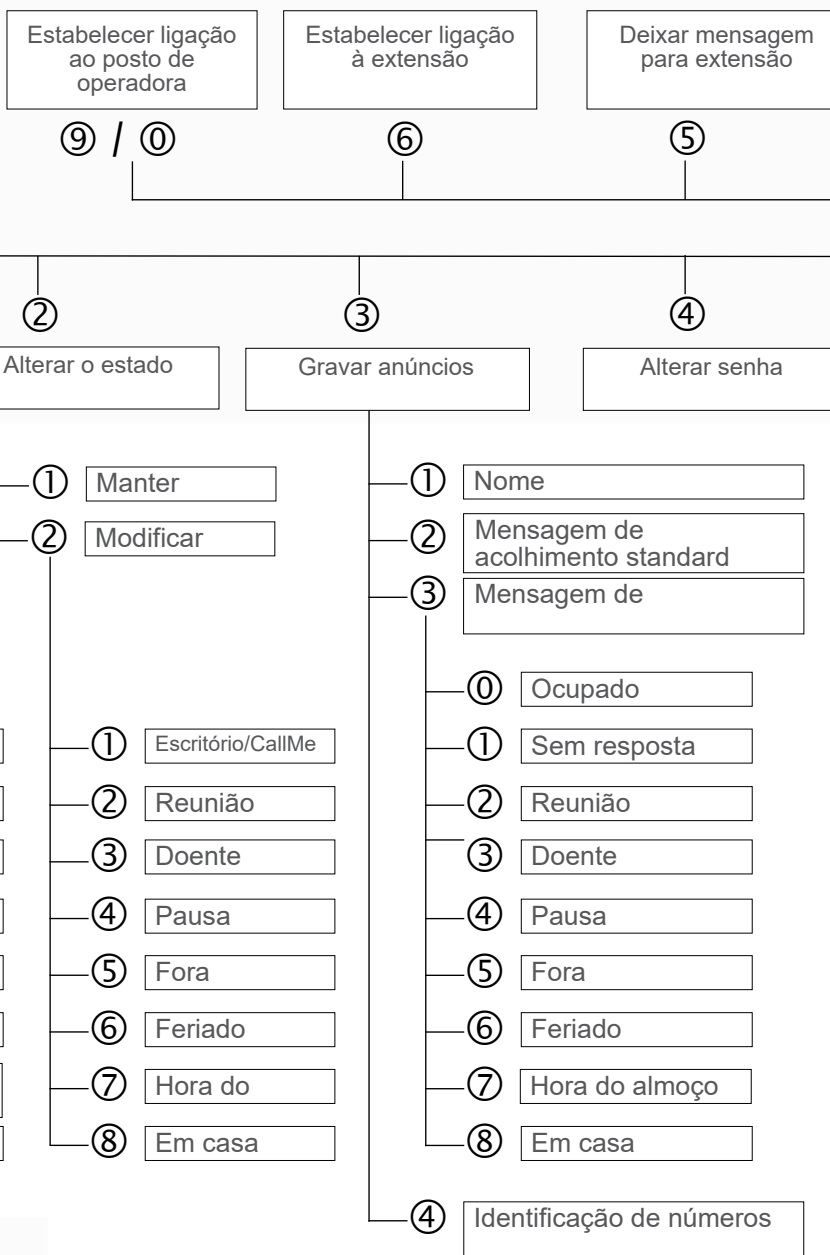 Estabelecer ligação
ao posto de
operadora
Estabelecer ligação
à extensão
Deixar mensagem
para extensão
⑨ / ⓪
⑥
⑤
②
③
④
Alterar o estado
Gravar anúncios
Alterar senha
① Manter
② Modificar
① Escritório/CallMe
② Reunião
③ Doente
④ Pausa
⑤ Fora
⑥ Feriado
⑦ Hora do
⑧ Em casa
① Nome
② Mensagem de
acolhimento standard
③ Mensagem de
⓪ Ocupado
① Sem resposta
② Reunião
③ Doente
④ Pausa
⑤ Fora
⑥ Feriado
⑦ Hora do almoço
⑧ Em casa
④ Identificação de números